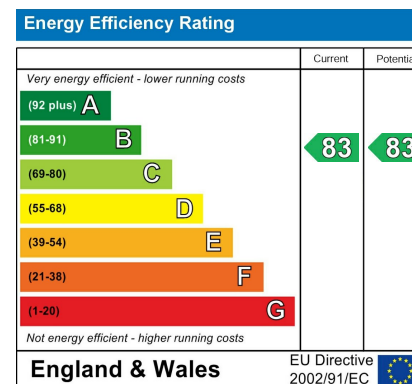 Energy Efficiency Rating
Current Potentia
Very energy efficient - lower running costs
(92 plus) A
(81-91) B
83 83
(69-80) C
(55-68) D
(39-54) E
(21-38) F
(1-20) G
Not energy efficient - higher running costs
England & Wales
EU Directive
2002/91/EC